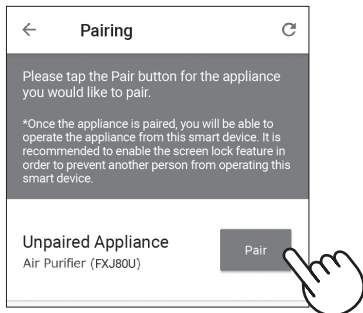 Pairing
Please tap the Pair button for the appliance
you would like to pair.
*Once the appliance is paired, you will be able to
operate the appliance from this smart device. It is
recommended to enable the screen lock feature in
order to prevent another person from operating this
smart device.
Unpaired Appliance
Pair
Air Purifier (FXJ80U)